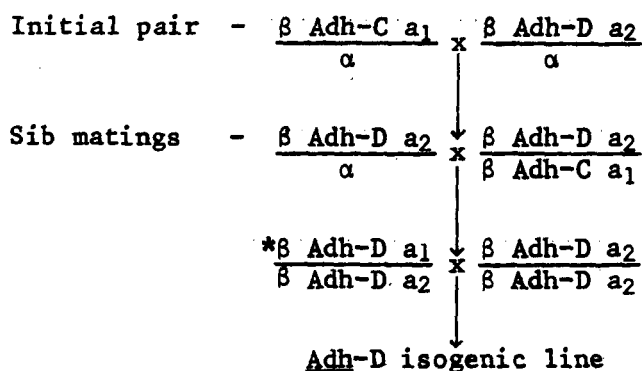 Initial pair - β Adh-C a1 x β Adh-D a2
α α
Sib matings - β Adh-D a2 x β Adh-D a2
α β Adh-C a1
*β Adh-D a1 x β Adh-D a2
β Adh-D a2 β Adh-D a2
Adh-D isogenic line